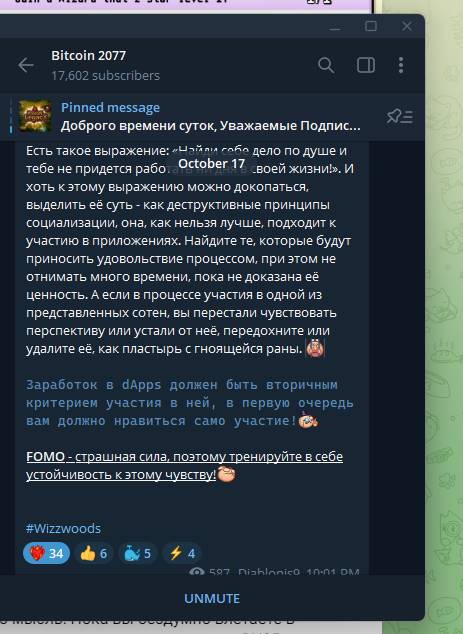 Bitcoin 2077
17,602 subscribers
Pinned message
Доброго времени суток, Уважаемые Подпис...
Есть такое выражение: «Найди себе дело по душе и
October 17
тебе не придется работать ни дня в своей жизни!». И
хоть к этому выражению можно докопаться,
выделить её суть - как деструктивные принципы
социализации, она, как нельзя лучше, подходит к
участию в приложениях. Найдите те, которые будут
приносить удовольствие процессом, при этом не
отнимать много времени, пока не доказана её
ценность. А если в процессе участия в одной из
представленных сотен, вы перестали чувствовать
перспективу или устали от неё, передохните или
удалите её, как пластырь с гноящейся раны.
Заработок в dApps должен быть вторичным
критерием участия в ней, в первую очередь
вам должно нравиться само участие!
FOMO - страшная сила, поэтому тренируйте в себе
устойчивость к этому чувству!
#Wizzwoods
34 6 5 4
587 Diablonis9, 10:01 PM
UNMUTE